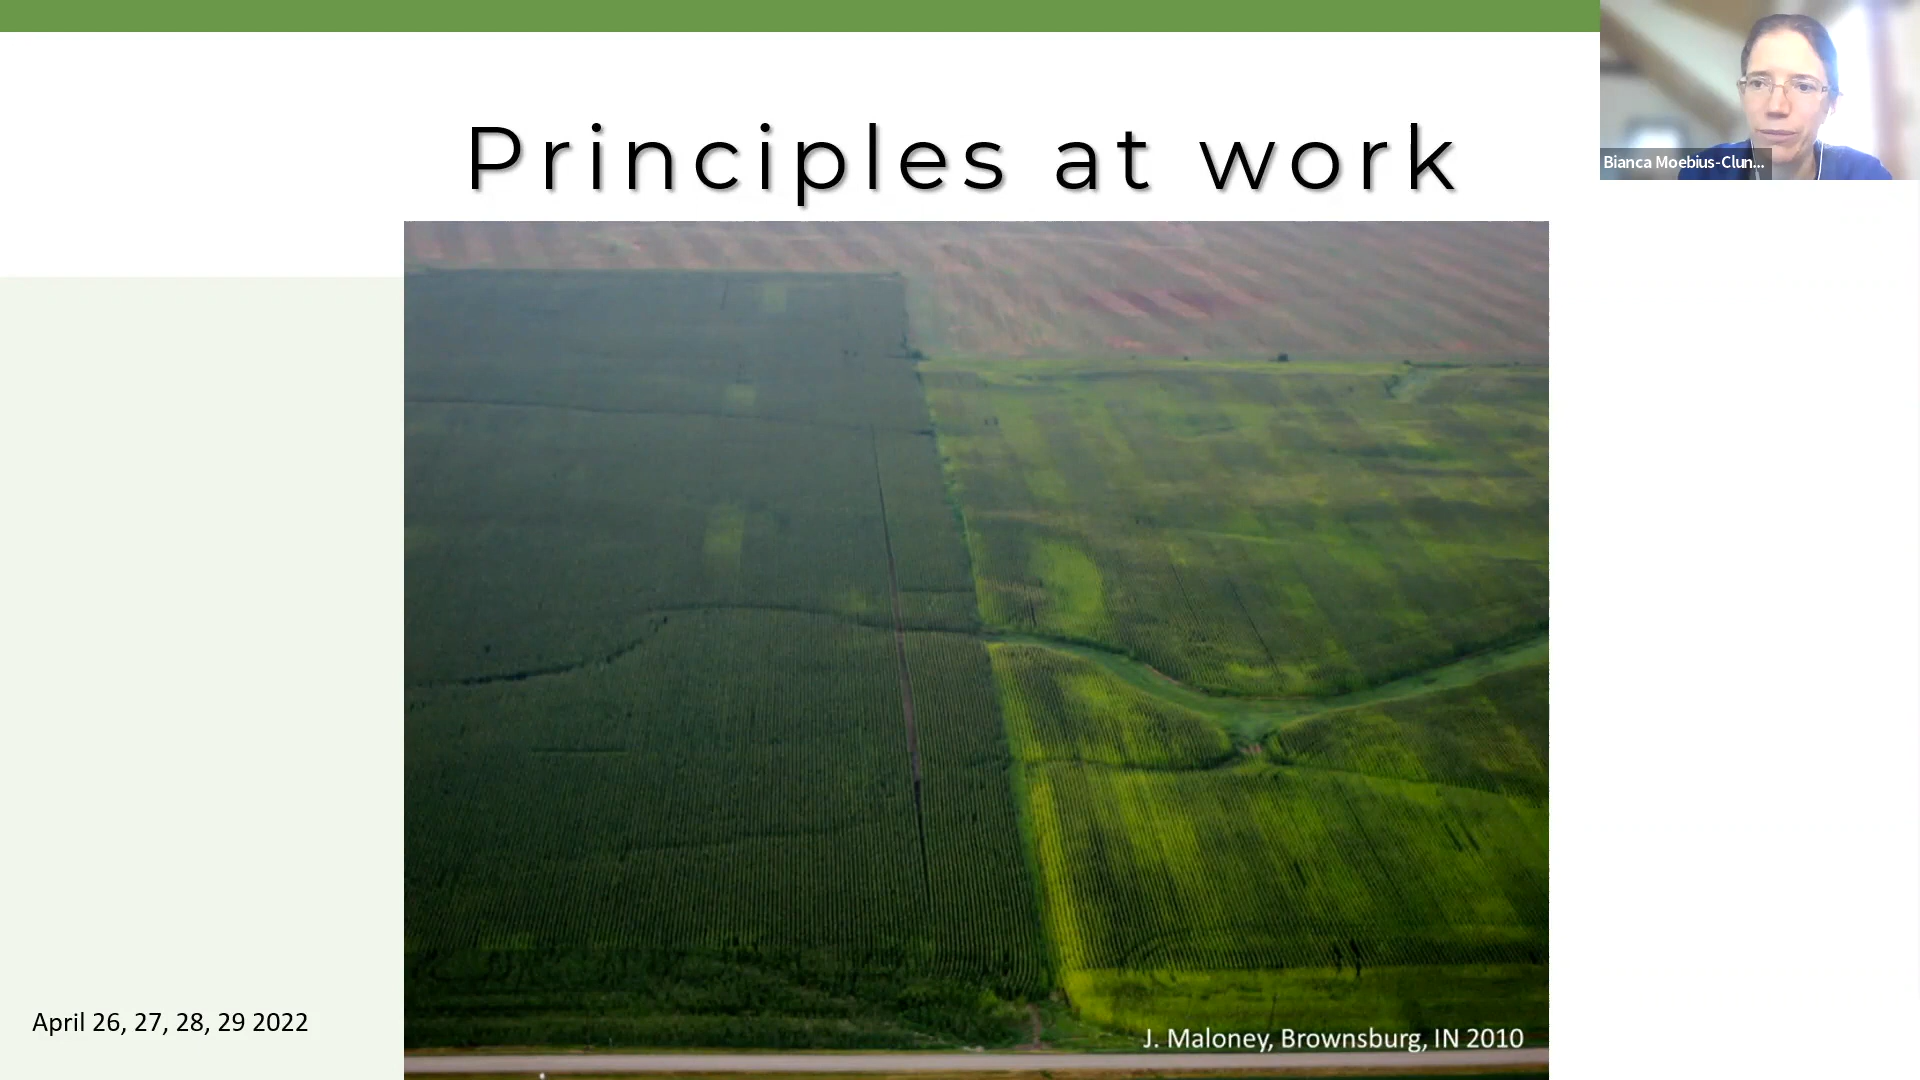 Principles at work
Bianca Moebius-Clun...
J. Maloney, Brownsburg, IN 2010
April 26, 27, 28, 29 2022